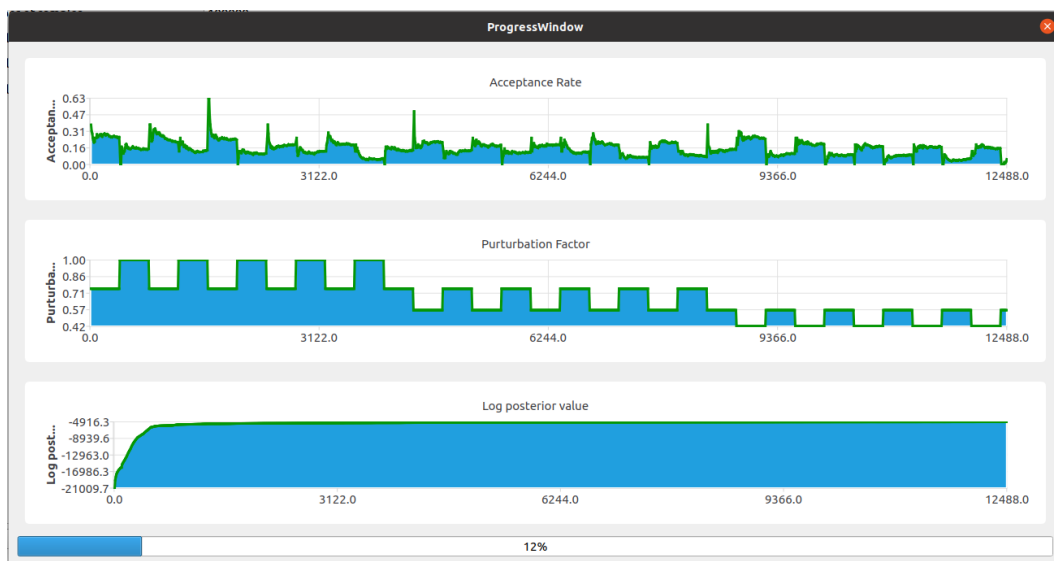 ProgressWindow
Acceptance Rate
Acceptan...
0.63
0.47
0.31
0.16
0.00
0.0 3122.0 6244.0 9366.0 12488.0
Purturbation Factor
Purturba...
1.00
0.86
0.71
0.57
0.42
0.0 3122.0 6244.0 9366.0 12488.0
Log posterior value
Log post...
-4916.3
-8939.6
-12963.0
-16986.3
-21009.7
0.0 3122.0 6244.0 9366.0 12488.0
12%